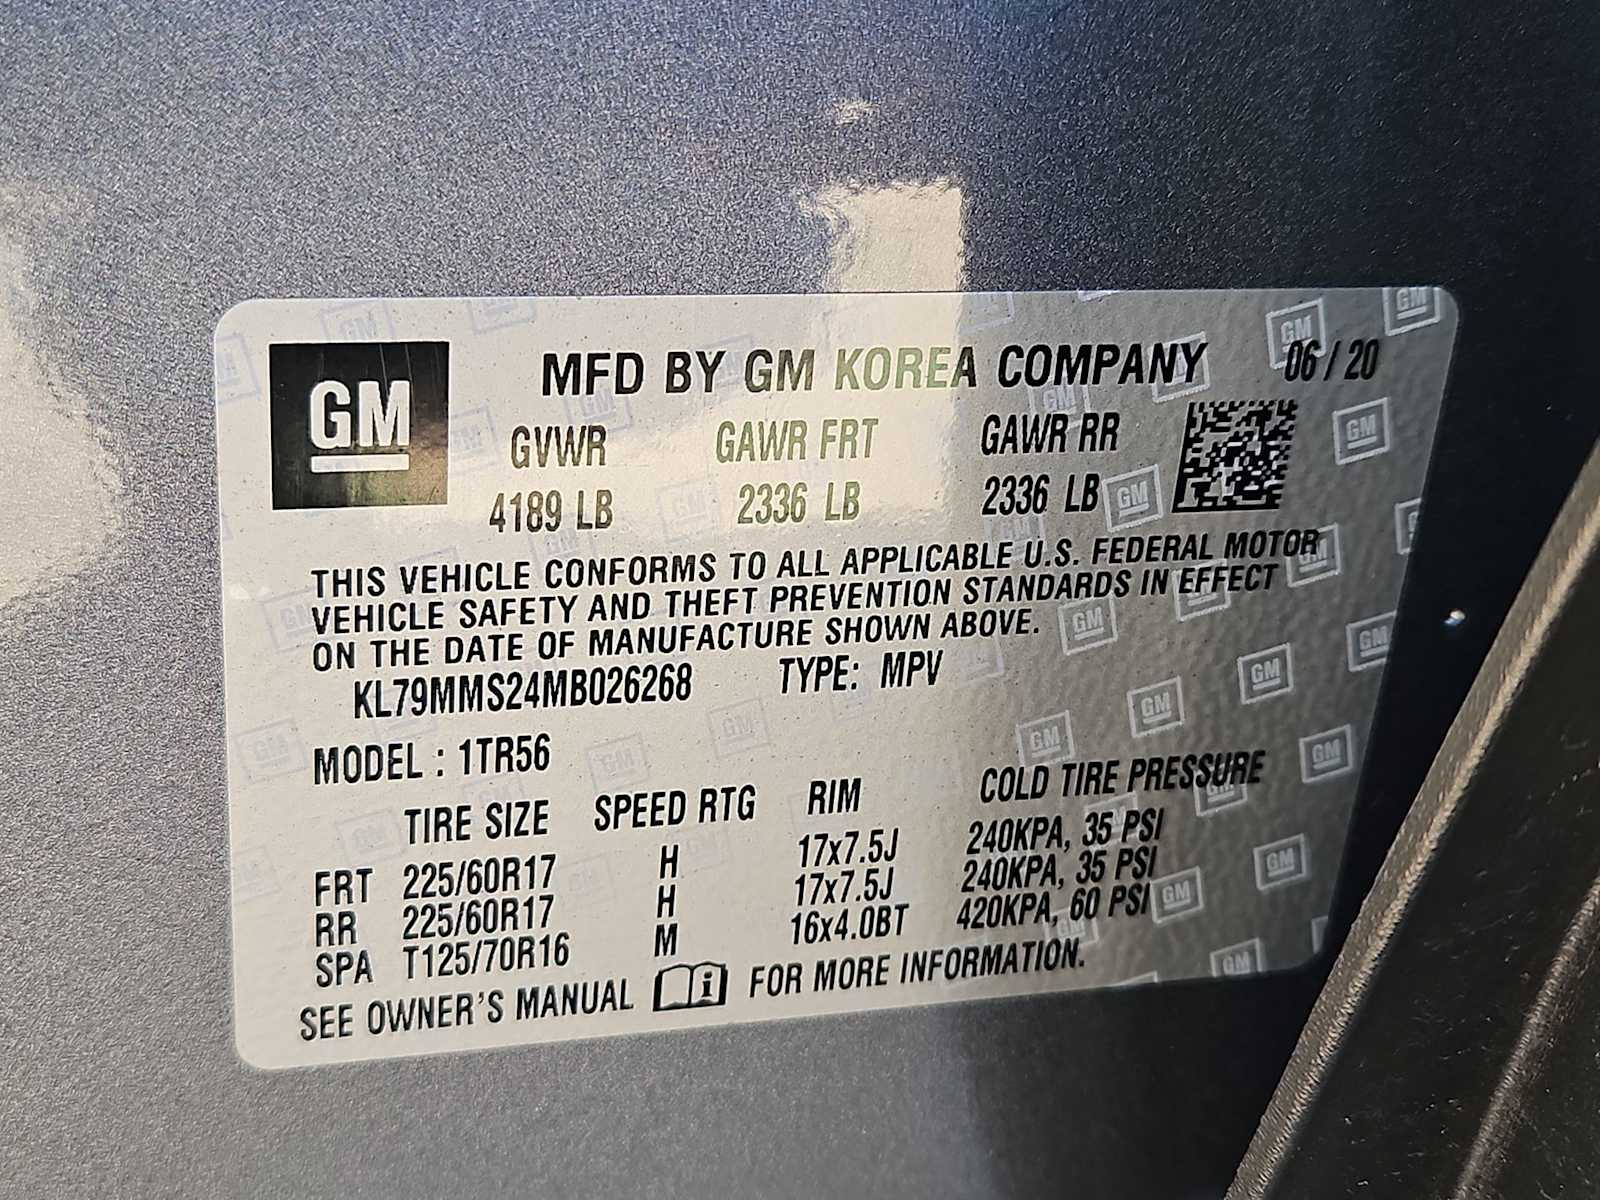 GM
MFD BY GM KOREA COMPANY 06 / 20
GVWR GAWR FRT GAWR RR
4189 LB 2336 LB 2336 LB
THIS VEHICLE CONFORMS TO ALL APPLICABLE U.S. FEDERAL MOTOR
VEHICLE SAFETY AND THEFT PREVENTION STANDARDS IN EFFECT
ON THE DATE OF MANUFACTURE SHOWN ABOVE.
KL79MMS24MB026268 TYPE: MPV
MODEL : 1TR56
TIRE SIZE SPEED RTG RIM COLD TIRE PRESSURE
FRT 225/60R17 H 17x7.5J 240KPA, 35 PSI
RR 225/60R17 H 17x7.5J 240KPA, 35 PSI
SPA T125/70R16 M 16x4.0BT 420KPA, 60 PSI
SEE OWNER'S MANUAL i FOR MORE INFORMATION.